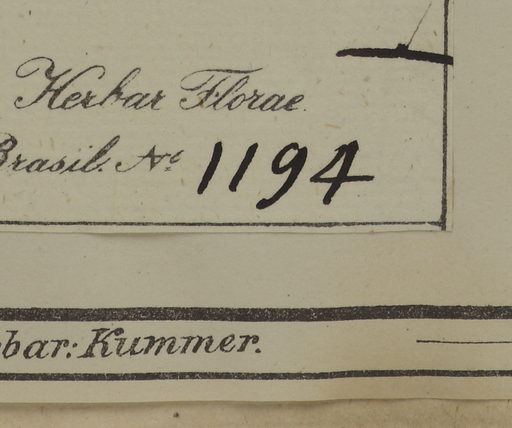 Herbar Florae
Brasil. No 1194
bar: Kummer.